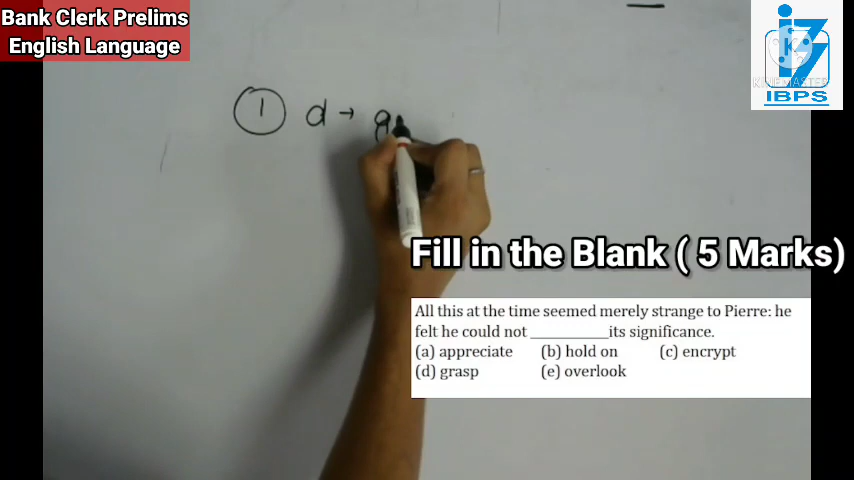 Bank Clerk Prelims
English Language
K
KINEMASTER
IBPS
1 d → g
Fill in the Blank ( 5 Marks)
All this at the time seemed merely strange to Pierre: he
felt he could not __________its significance.
(a) appreciate (b) hold on (c) encrypt
(d) grasp (e) overlook